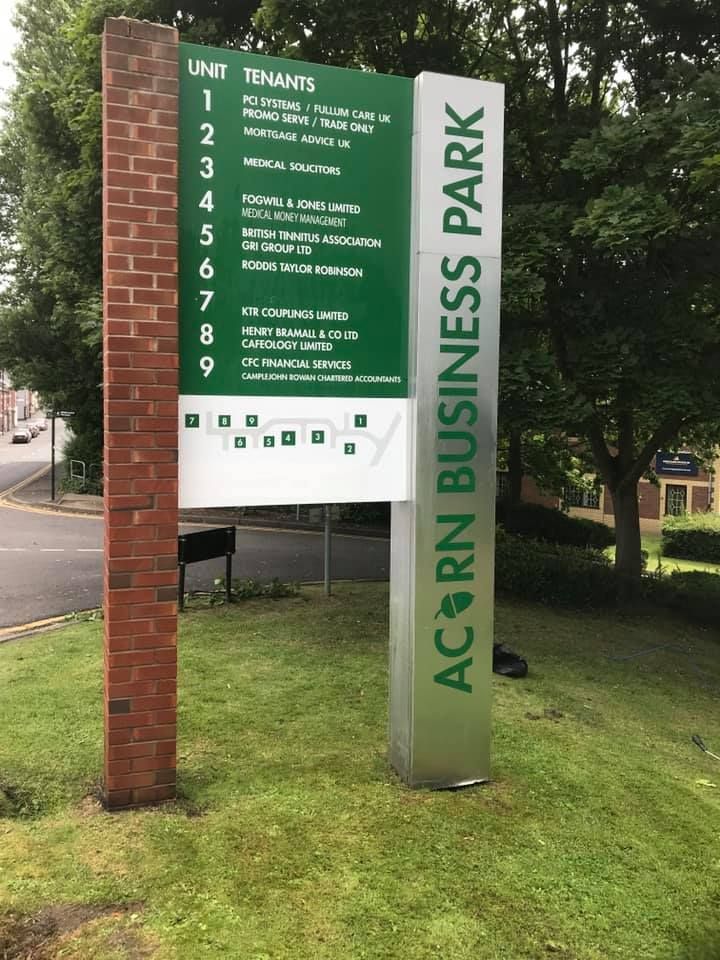 UNIT TENANTS
1 PCI SYSTEMS / FULLUM CARE UK
PROMO SERVE / TRADE ONLY
2 MORTGAGE ADVICE UK
3 MEDICAL SOLICITORS
4 FOGWILL & JONES LIMITED
MEDICAL MONEY MANAGEMENT
5 BRITISH TINNITUS ASSOCIATION
GRI GROUP LTD
6 RODDIS TAYLOR ROBINSON
7 KTR COUPLINGS LIMITED
8 HENRY BRAMALL & CO LTD
CAFEOLOGY LIMITED
9 CFC FINANCIAL SERVICES
CAMPLEJOHN ROWAN CHARTERED ACCOUNTANTS
7 8 9 1
6 5 4 3 2
ACORN BUSINESS PARK